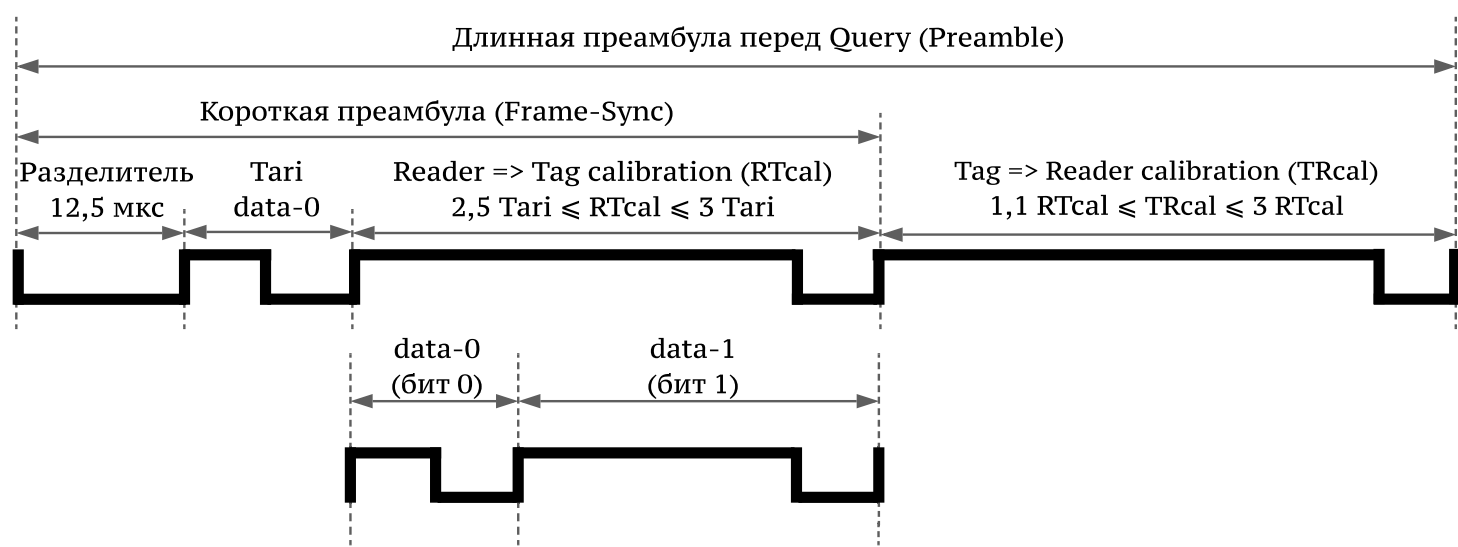 Длинная преамбула перед Query (Preamble)
Короткая преамбула (Frame-Sync)
Разделитель
12,5 мкс
Tari
data-0
Reader => Tag calibration (RTcal)
2,5 Tari ⩽ RTcal ⩽ 3 Tari
Tag => Reader calibration (TRcal)
1,1 RTcal ⩽ TRcal ⩽ 3 RTcal
data-0
(бит 0)
data-1
(бит 1)